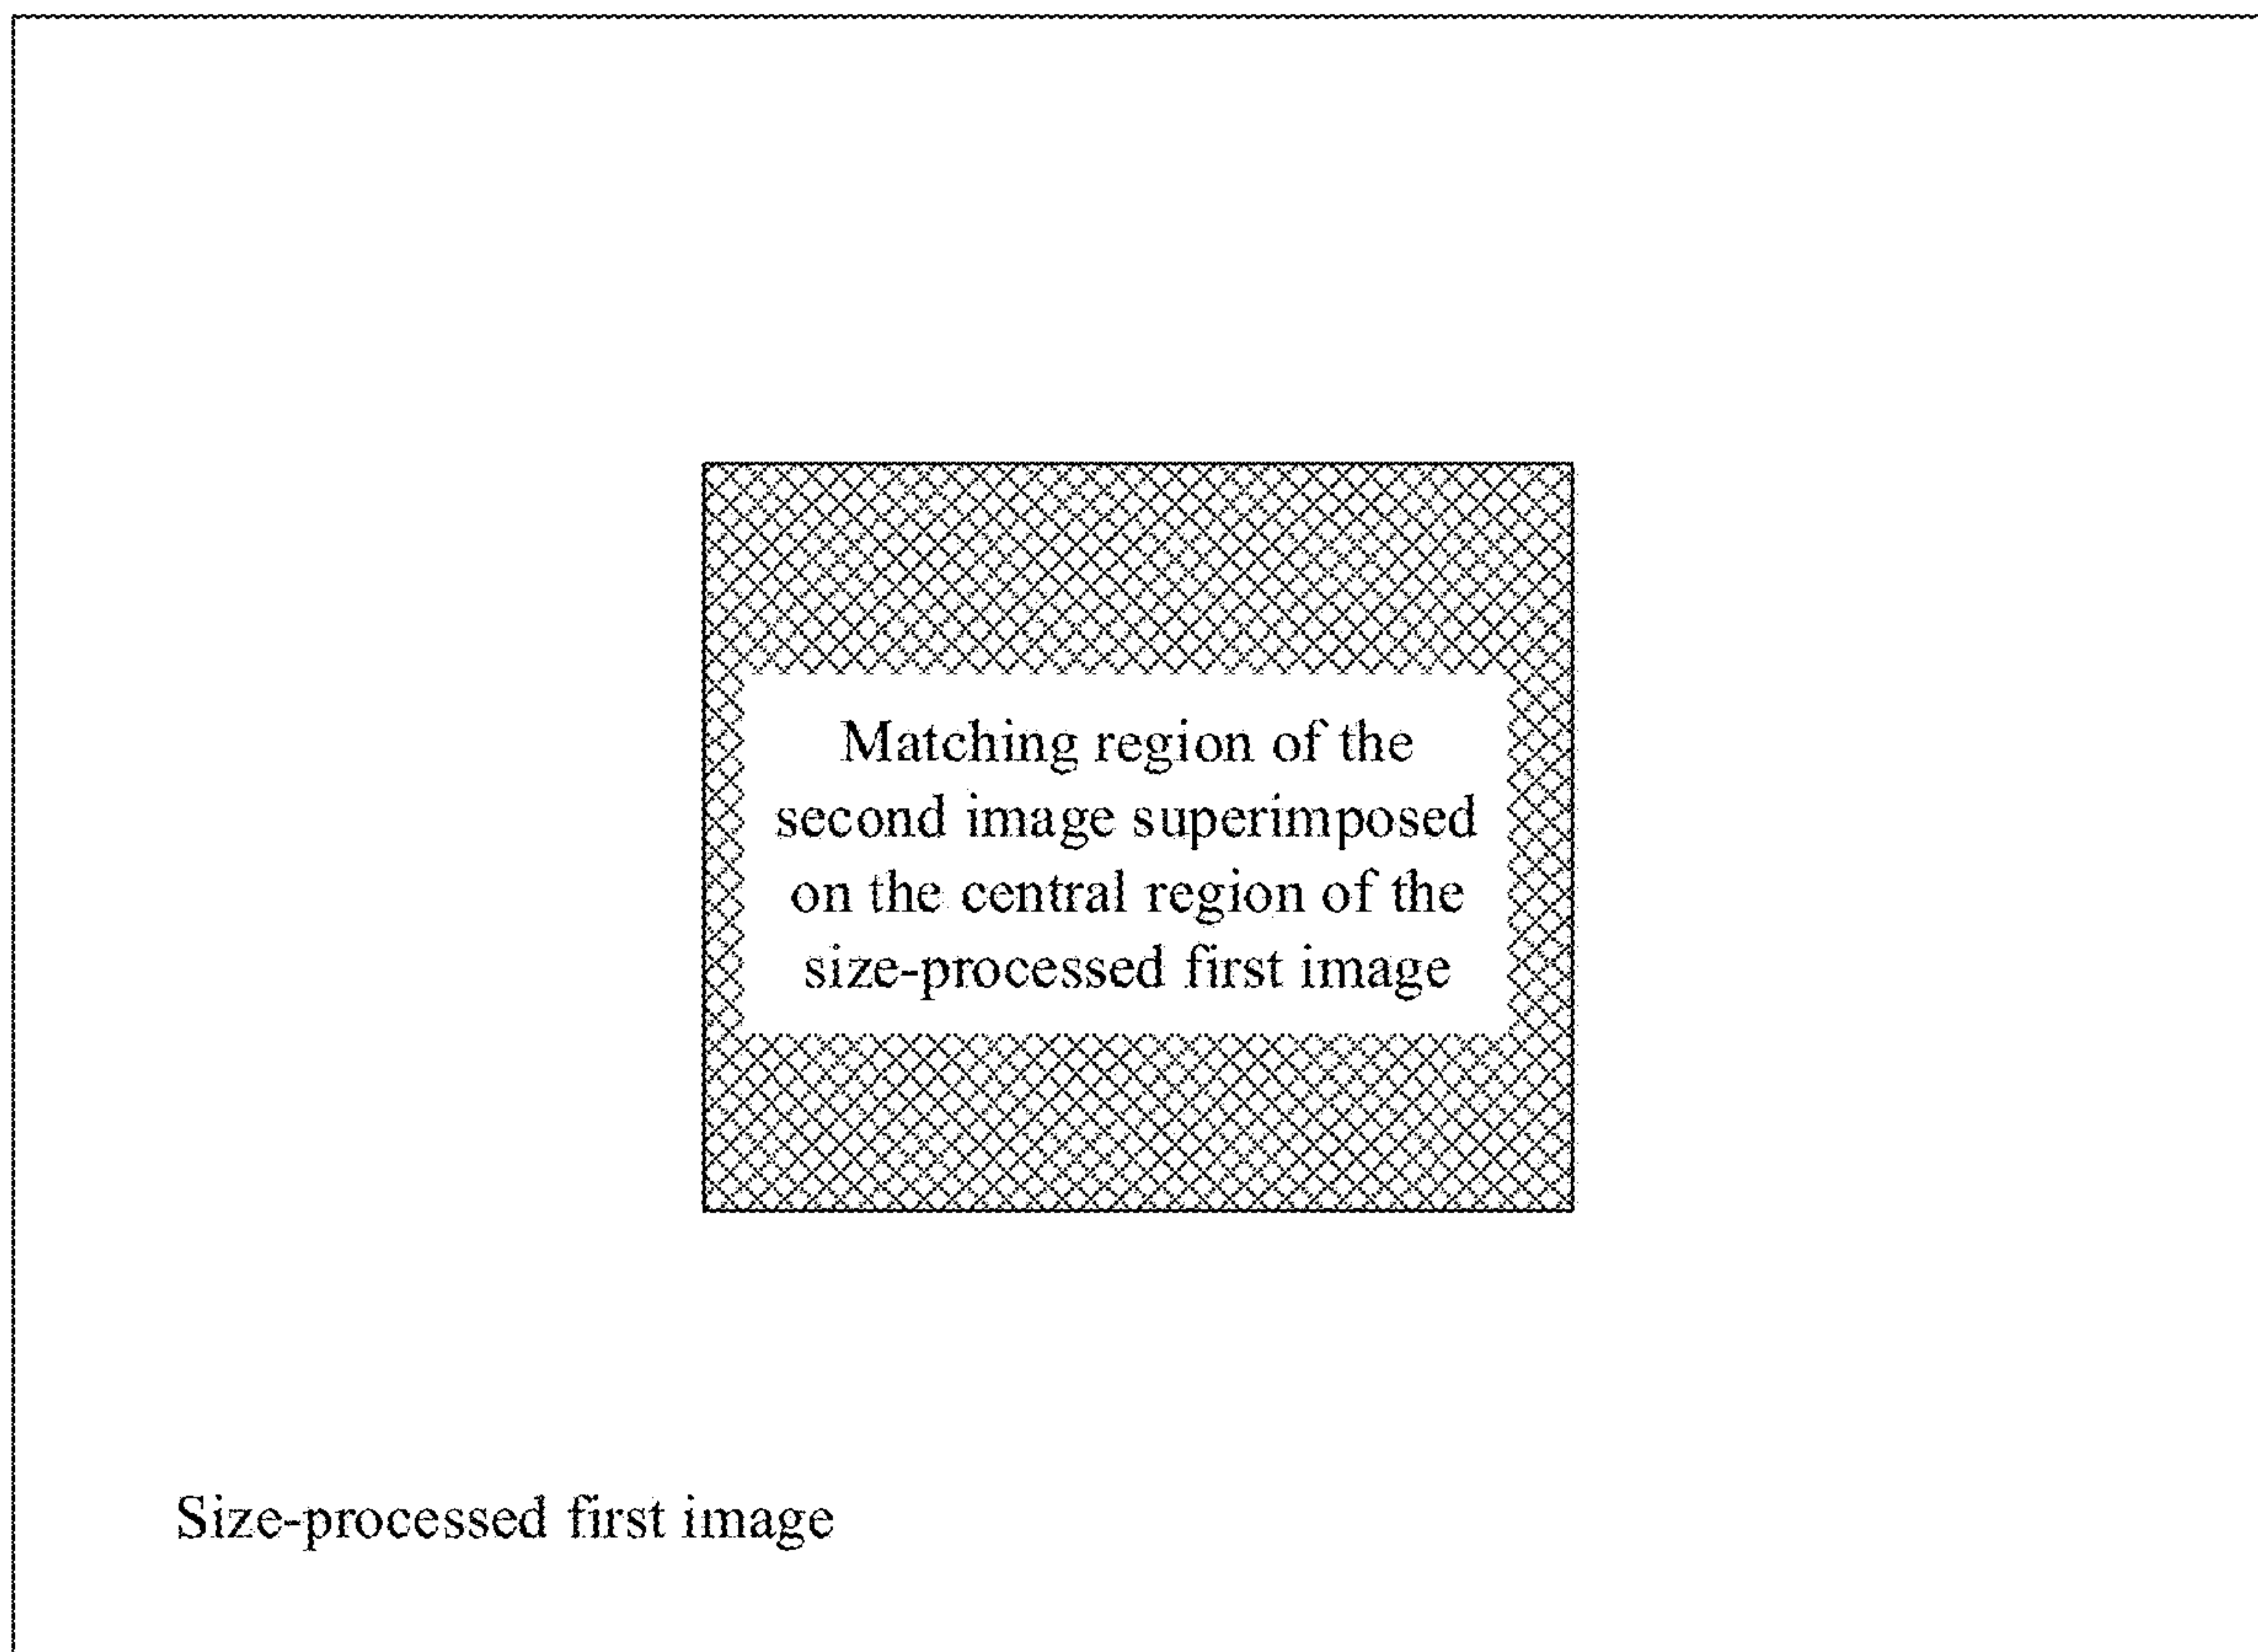 Matching region of the
second image superimposed
on the central region of the
size-processed first image
Size-processed first image